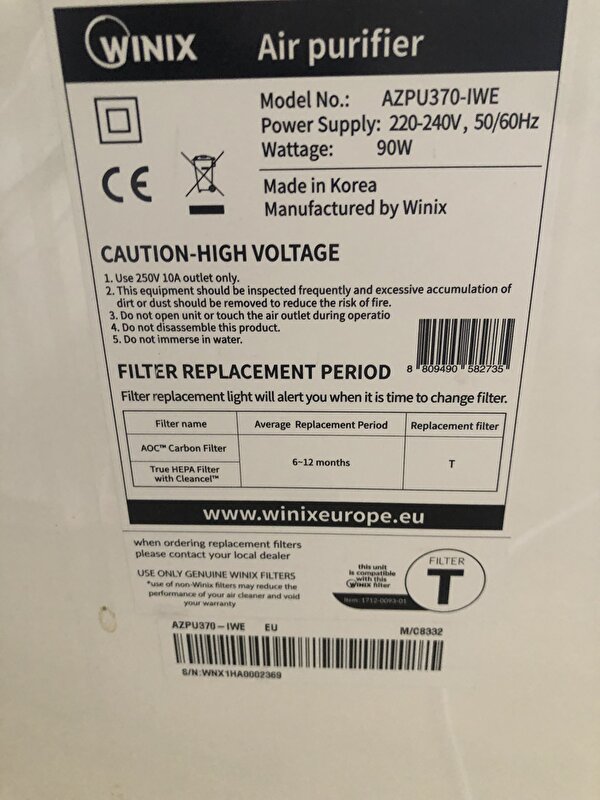 WINIX Air purifier
Model No.: AZPU370-IWE
Power Supply: 220-240V, 50/60Hz
Wattage: 90W
CE
Made in Korea
Manufactured by Winix
CAUTION-HIGH VOLTAGE
1. Use 250V 10A outlet only.
2. This equipment should be inspected frequently and excessive accumulation of
dirt or dust should be removed to reduce the risk of fire.
3. Do not open unit or touch the air outlet during operatio
4. Do not disassemble this product.
5. Do not immerse in water.
8 809490 582735
FILTER REPLACEMENT PERIOD
Filter replacement light will alert you when it is time to change filter.
Filter name Average Replacement Period Replacement filter
AOC™ Carbon Filter
6~12 months T
True HEPA Filter
with Cleancel™
www.winixeurope.eu
when ordering replacement filters
please contact your local dealer
USE ONLY GENUINE WINIX FILTERS
*use of non-Winix filters may reduce the
performance of your air cleaner and void
your warranty
this unit
is compatible
with this
WINIX filter
Item: 1712-0093-01
FILTER
T
AZPU370-IWE EU M/C8332
S/N:WNX1HA0002369